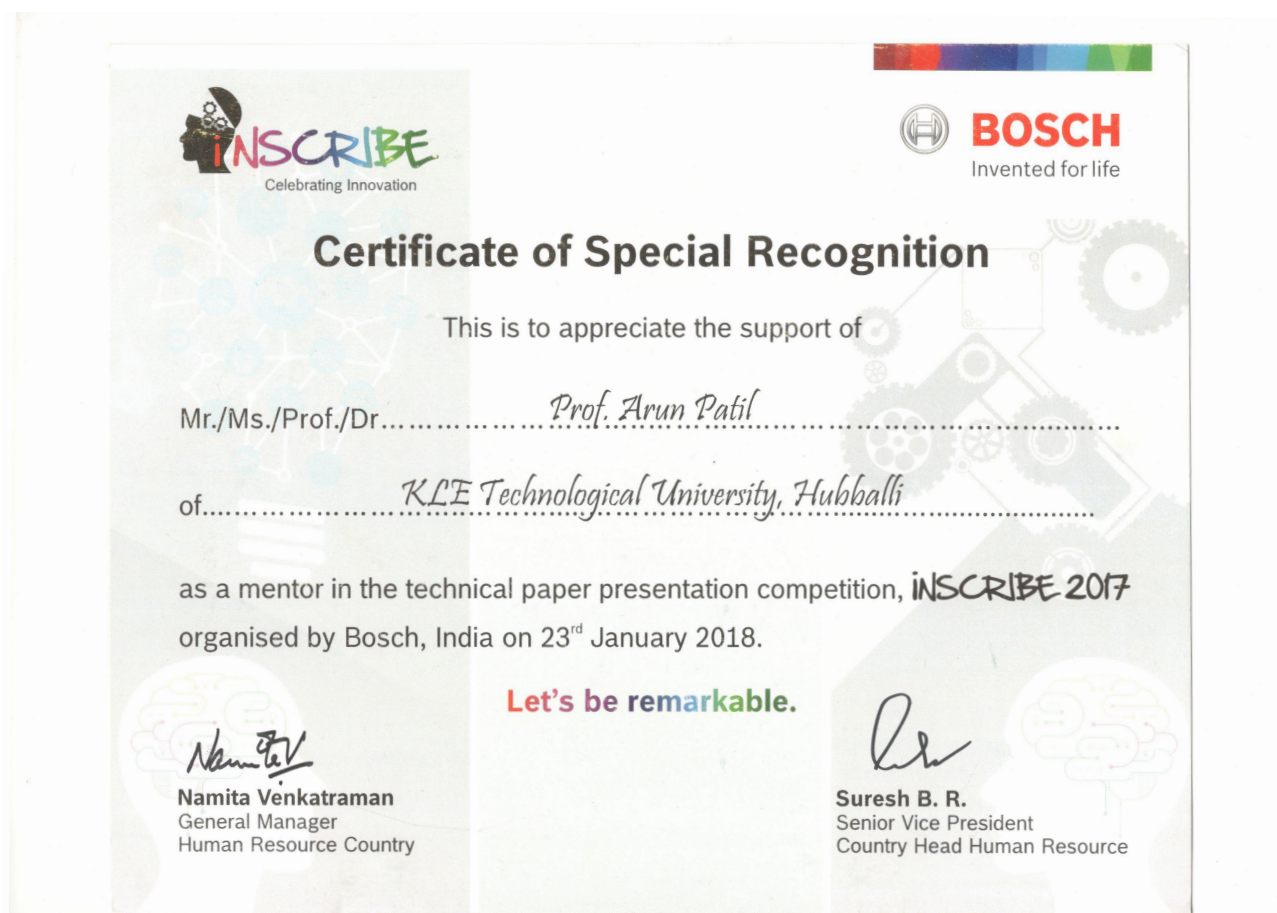 iNSCRIBE
Celebrating Innovation
BOSCH
Invented for life
Certificate of Special Recognition
This is to appreciate the support of
Mr./Ms./Prof./Dr.................Prof. Arun Patil.......................................
of.....................KLE Technological University, Hubballi.......................
as a mentor in the technical paper presentation competition, iNSCRIBE 2017
organised by Bosch, India on 23rd January 2018.
Let's be remarkable.
Namita Venkatraman
General Manager
Human Resource Country
Suresh B. R.
Senior Vice President
Country Head Human Resource